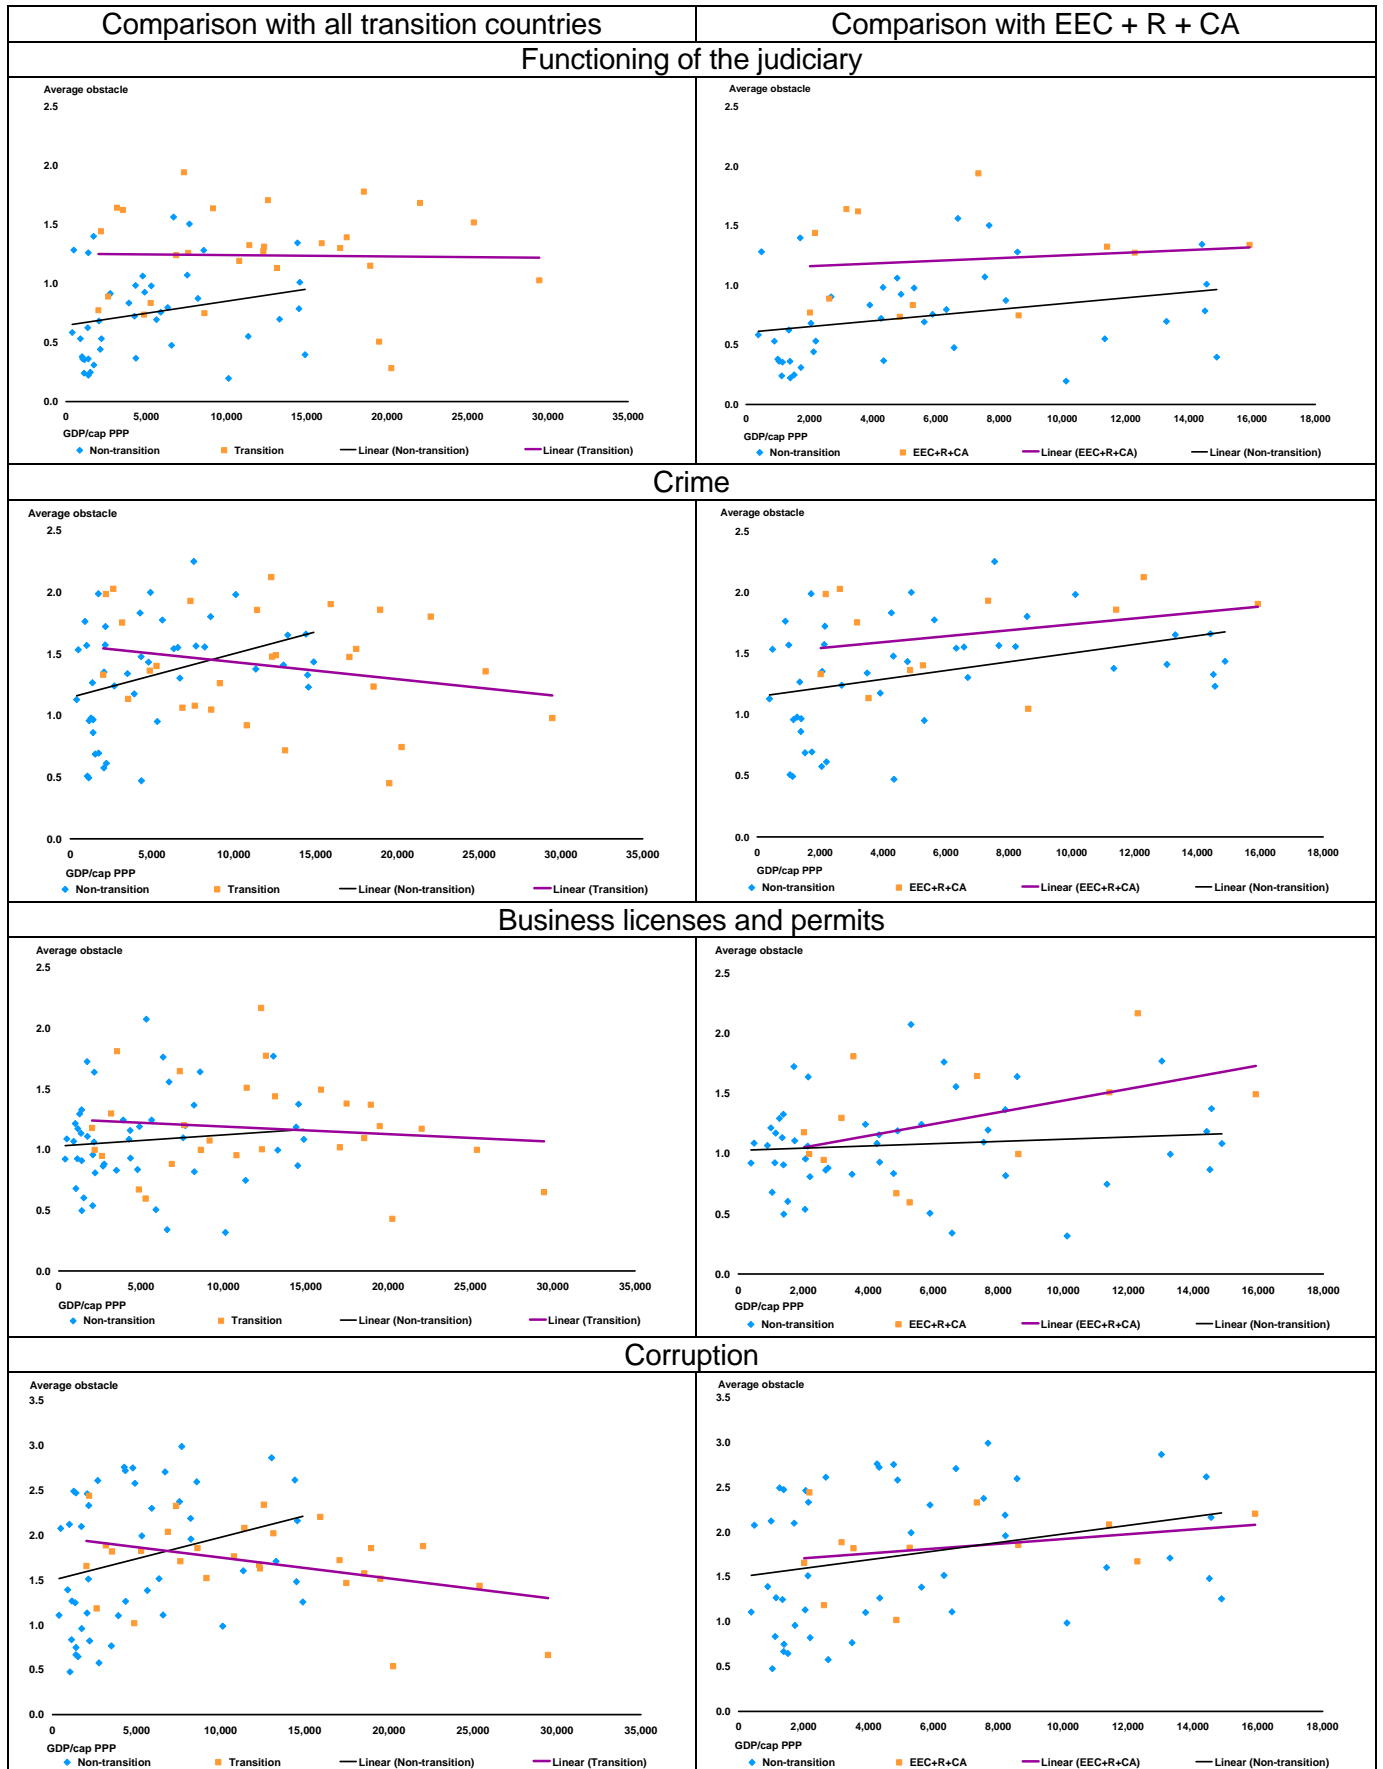 Comparison with all transition countries
Comparison with EEC + R + CA
Functioning of the judiciary
Average obstacle
2.5
2.0
1.5
1.0
0.5
0.0
0 5,000 10,000 15,000 20,000 25,000 30,000 35,000
GDP/cap PPP
Non-transition Transition Linear (Non-transition) Linear (Transition)
Average obstacle
2.5
2.0
1.5
1.0
0.5
0.0
0 2,000 4,000 6,000 8,000 10,000 12,000 14,000 16,000 18,000
GDP/cap PPP
Non-transition EEC+R+CA Linear (EEC+R+CA) Linear (Non-transition)
Crime
Average obstacle
2.5
2.0
1.5
1.0
0.5
0.0
0 5,000 10,000 15,000 20,000 25,000 30,000 35,000
GDP/cap PPP
Non-transition Transition Linear (Non-transition) Linear (Transition)
Average obstacle
2.5
2.0
1.5
1.0
0.5
0.0
0 2,000 4,000 6,000 8,000 10,000 12,000 14,000 16,000 18,000
GDP/cap PPP
Non-transition EEC+R+CA Linear (EEC+R+CA) Linear (Non-transition)
Business licenses and permits
Average obstacle
2.5
2.0
1.5
1.0
0.5
0.0
0 5,000 10,000 15,000 20,000 25,000 30,000 35,000
GDP/cap PPP
Non-transition Transition Linear (Non-transition) Linear (Transition)
Average obstacle
2.5
2.0
1.5
1.0
0.5
0.0
0 2,000 4,000 6,000 8,000 10,000 12,000 14,000 16,000 18,000
GDP/cap PPP
Non-transition EEC+R+CA Linear (EEC+R+CA) Linear (Non-transition)
Corruption
Average obstacle
3.5
3.0
2.5
2.0
1.5
1.0
0.5
0.0
0 5,000 10,000 15,000 20,000 25,000 30,000 35,000
GDP/cap PPP
Non-transition Transition Linear (Non-transition) Linear (Transition)
Average obstacle
3.5
3.0
2.5
2.0
1.5
1.0
0.5
0.0
0 2,000 4,000 6,000 8,000 10,000 12,000 14,000 16,000 18,000
GDP/cap PPP
Non-transition EEC+R+CA Linear (EEC+R+CA) Linear (Non-transition)